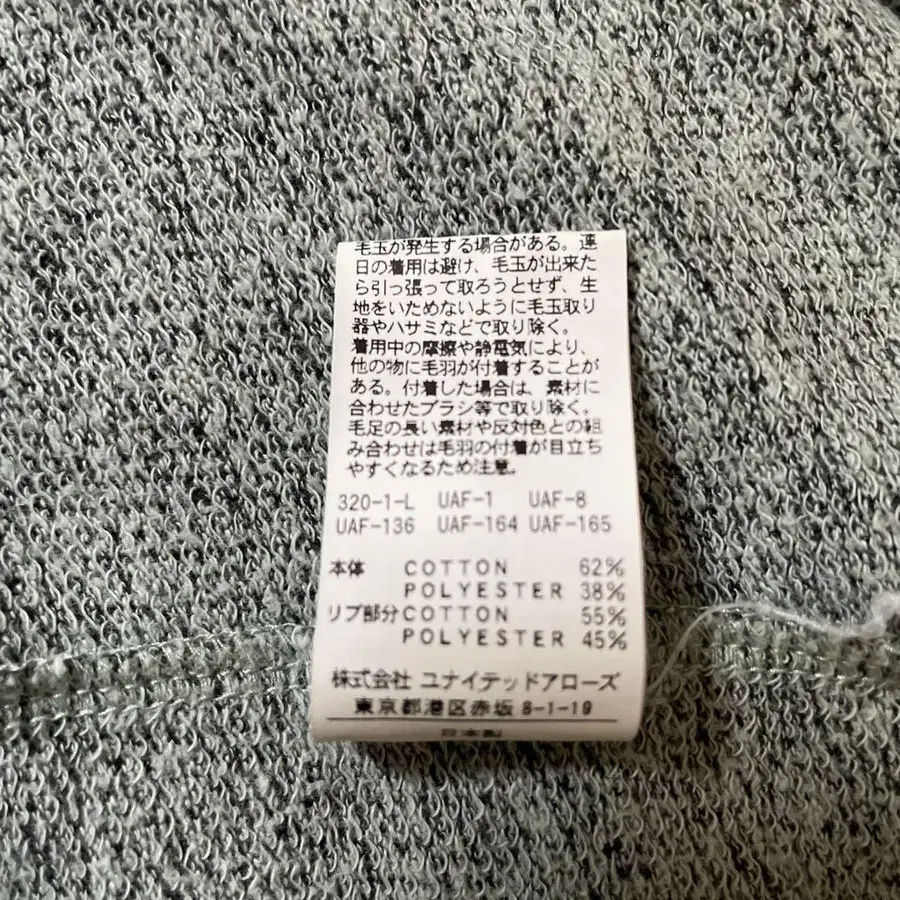 毛玉が発生する場合がある。連
日の着用は避け、毛玉が出来た
ら引っ張って取ろうとせず、生
地をいためないように毛玉取り
器やハサミなどで取り除く。
着用中の摩擦や静電気により、
他の物に毛羽が付着することが
ある。付着した場合は、素材に
合わせたブラシ等で取り除く。
毛足の長い素材や反対色との組
み合わせは毛羽の付着が目立ち
やすくなるため注意。
320-1-L UAF-1 UAF-8
UAF-136 UAF-164 UAF-165
本体 COTTON 62%
POLYESTER 38%
リブ部分 COTTON 55%
POLYESTER 45%
株式会社 ユナイテッドアローズ
東京都港区赤坂 8-1-19
日本製